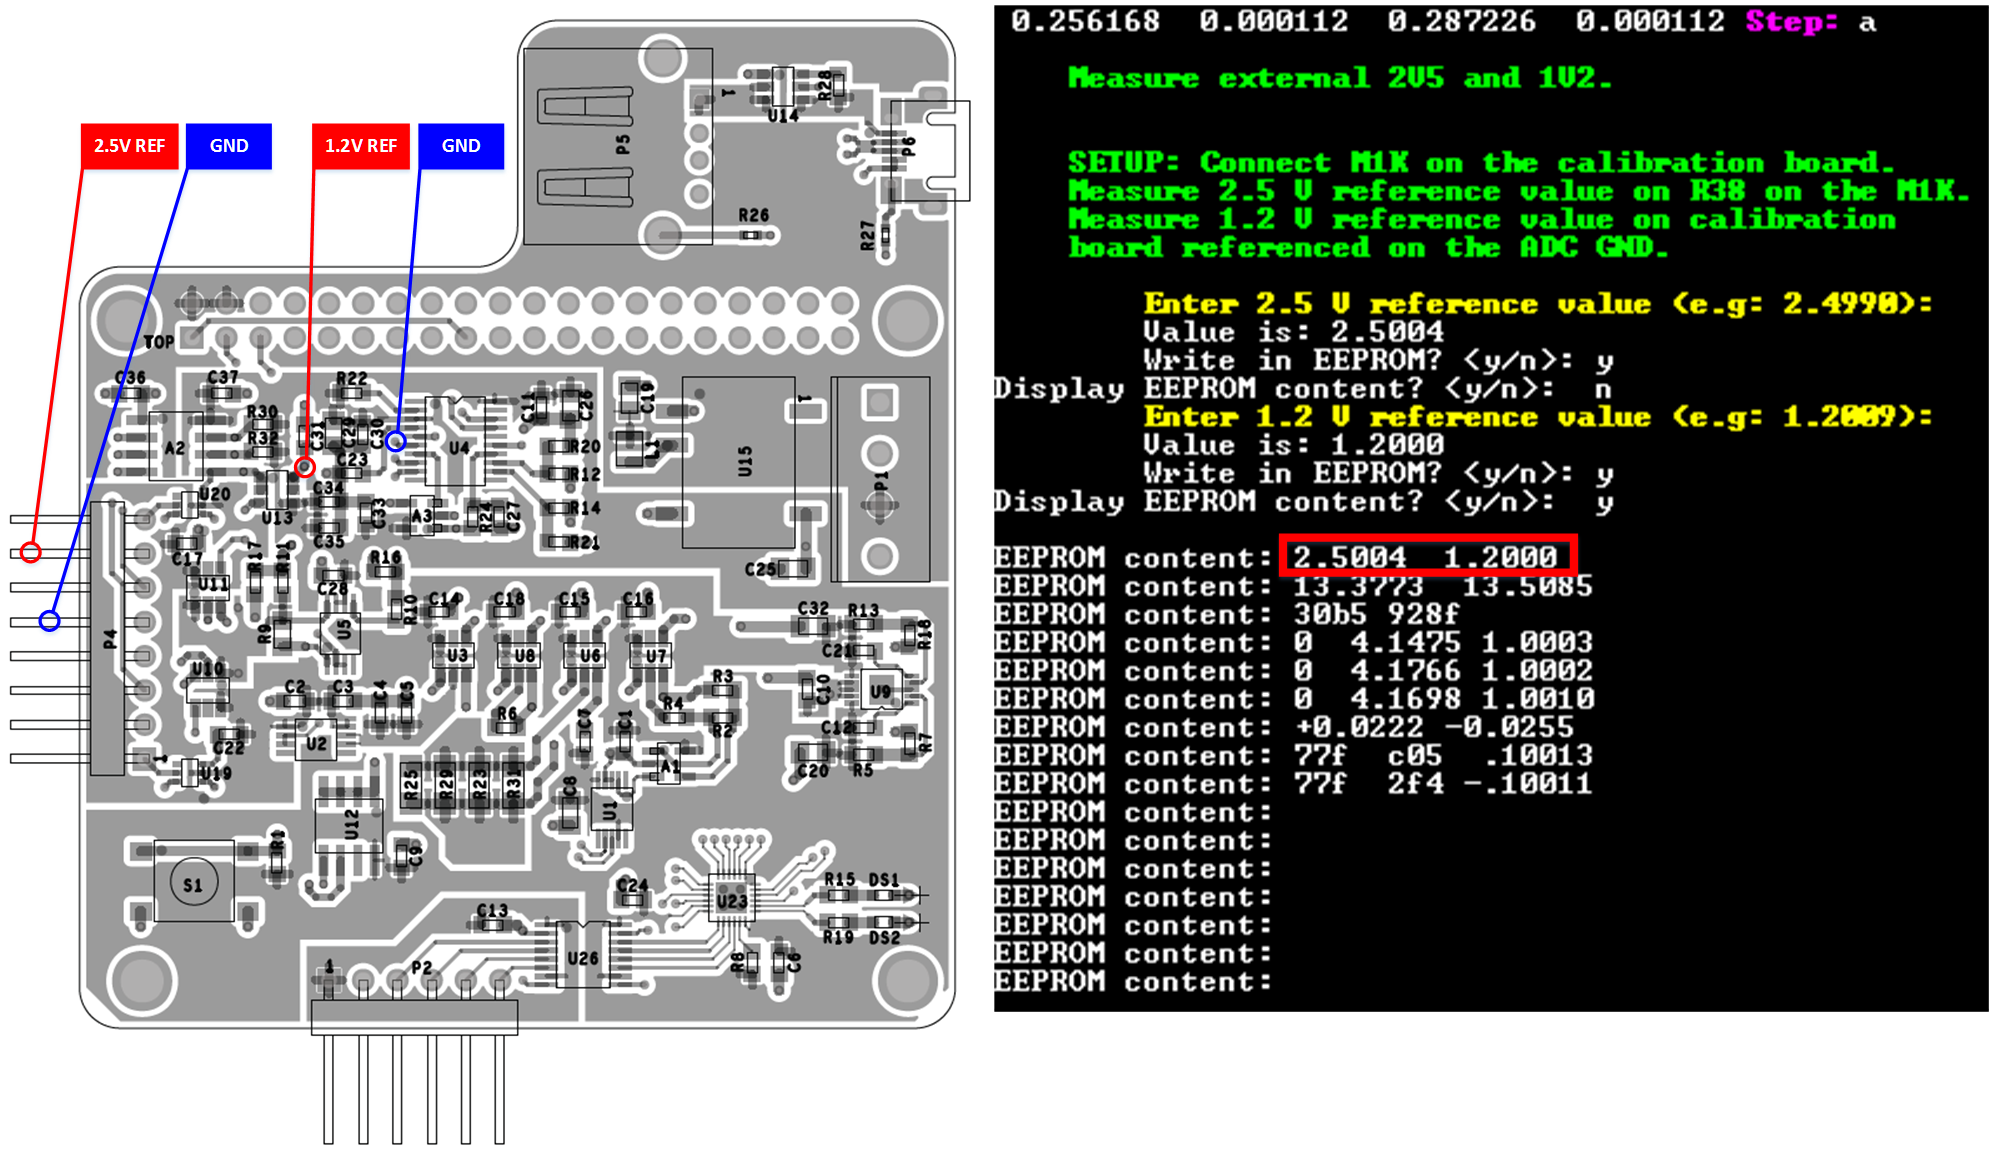 2.5V REF
GND
1.2V REF
GND
1
U14
R28
P5
P6
R26
R27
TOP
C36
C37
R22
C11
C26
C19
1
R30
R32
C31
C29
C30
A2
U4
R20
L1
U15
P1
C23
R12
U20
C34
U13
C33
A3
R24
C27
R14
C35
R21
C17
R17
R16
C25
U11
C28
R10
C14
C18
C15
C16
C32
R13
P4
R9
U5
U3
U8
U6
U7
C21
R18
U10
C2
C3
C4
C5
R3
C10
U9
R6
C7
C1
R4
R2
C12
C22
U2
R7
1
U19
A1
C20
R5
R25
R29
R23
R31
C8
U1
U12
R1
C9
S1
C24
U23
R15
DS1
C13
R19
DS2
1
P2
U26
R8
C6
0.256168 0.000112 0.287226 0.000112 Step: a
Measure external 2V5 and 1V2.
SETUP: Connect M1K on the calibration board.
Measure 2.5 V reference value on R38 on the M1K.
Measure 1.2 V reference value on calibration
board referenced on the ADC GND.
Enter 2.5 V reference value (e.g: 2.4990):
Value is: 2.5004
Write in EEPROM? <y/n>: y
Display EEPROM content? <y/n>: n
Enter 1.2 V reference value (e.g: 1.2009):
Value is: 1.2000
Write in EEPROM? <y/n>: y
Display EEPROM content? <y/n>: y
EEPROM content: 2.5004 1.2000
EEPROM content: 13.3773 13.5085
EEPROM content: 30b5 928f
EEPROM content: 0 4.1475 1.0003
EEPROM content: 0 4.1766 1.0002
EEPROM content: 0 4.1698 1.0010
EEPROM content: +0.0222 -0.0255
EEPROM content: 77f c05 .10013
EEPROM content: 77f 2f4 -.10011
EEPROM content:
EEPROM content:
EEPROM content:
EEPROM content:
EEPROM content:
EEPROM content:
EEPROM content: